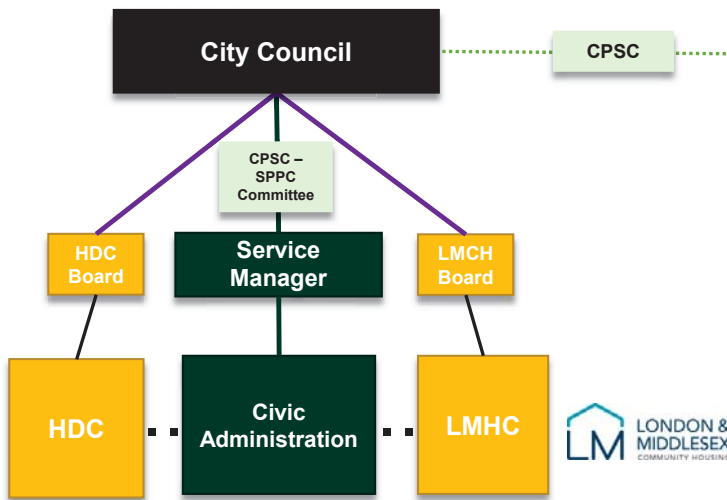 City Council
CPSC
CPSC –
SPPC
Committee
HDC
Board
Service
Manager
LMCH
Board
HDC
Civic
Administration
LMHC
LM
LONDON &
MIDDLESEX
COMMUNITY HOUSING